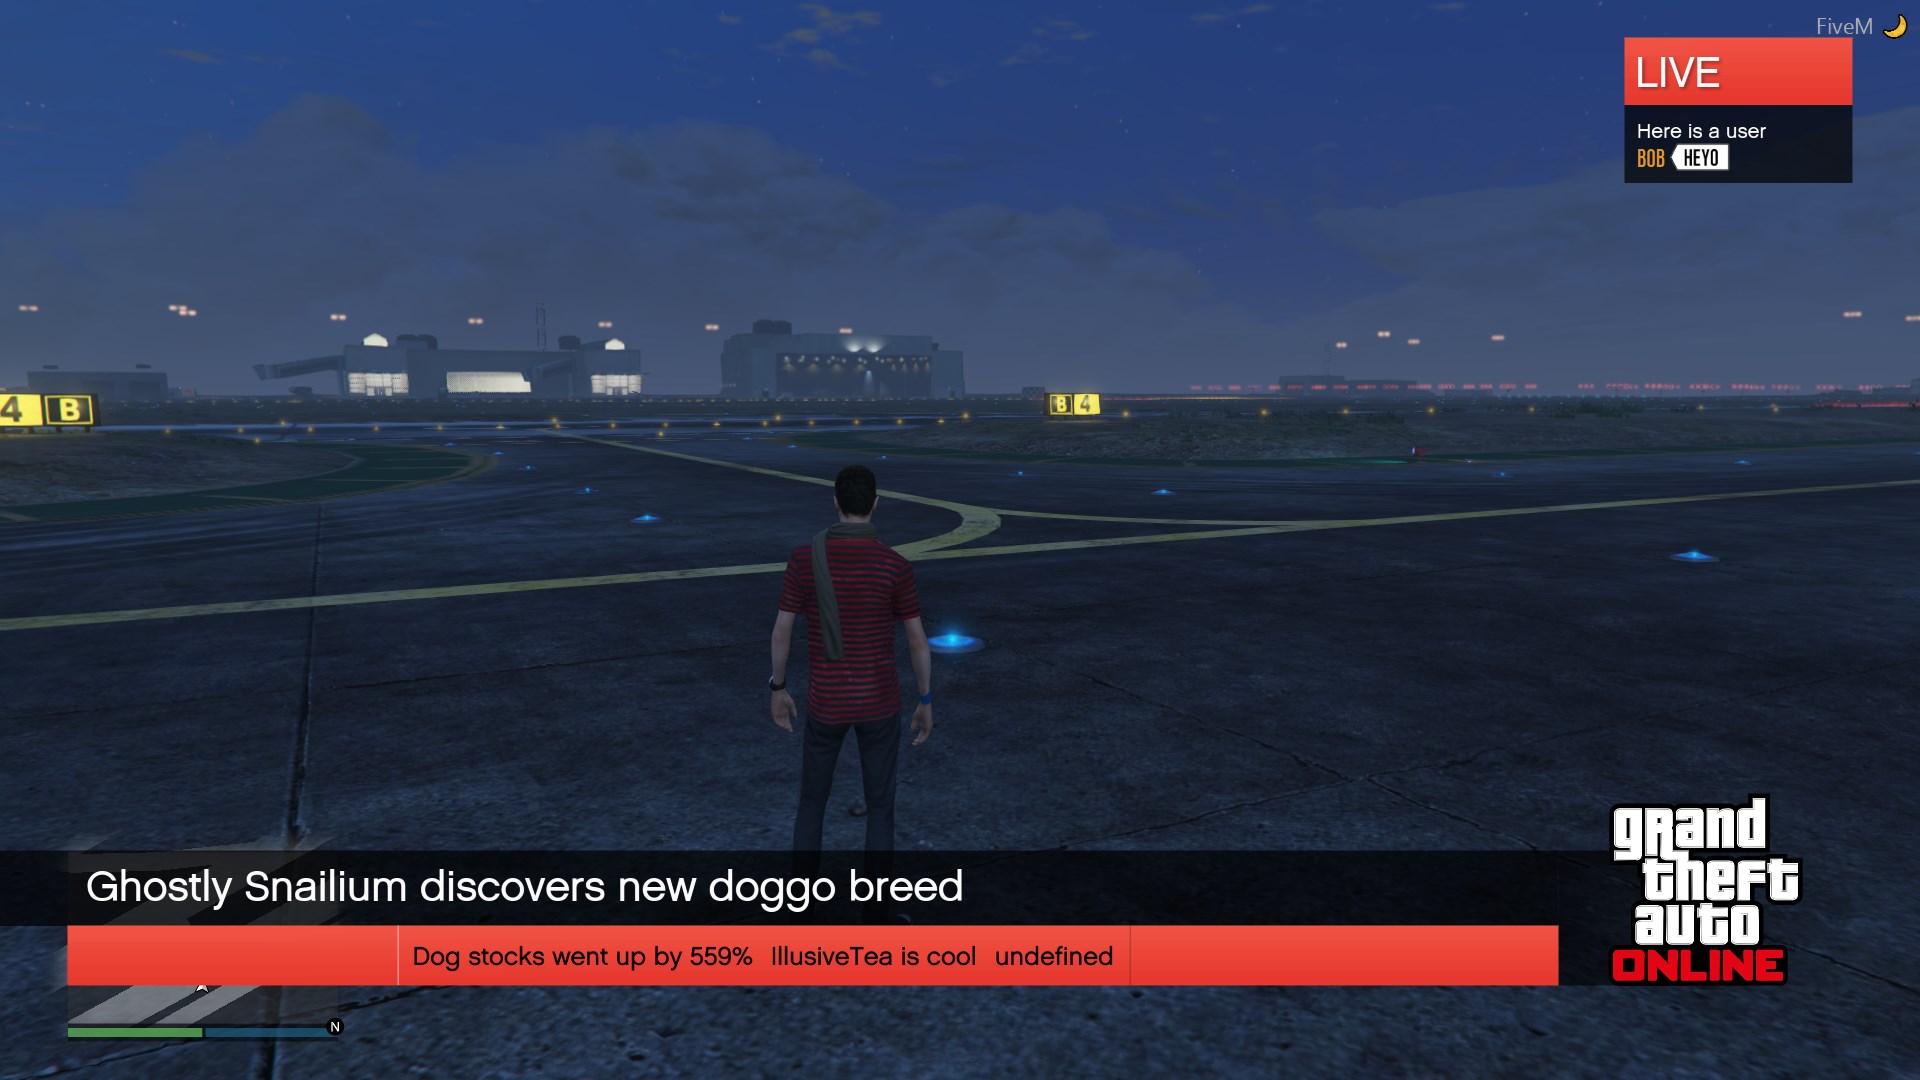 FiveM
LIVE
Here is a user
BOB HEYO
4 B
B 4
Ghostly Snailium discovers new doggo breed
Dog stocks went up by 559% IllusiveTea is cool undefined
grand
theft
auto
ONLINE
N